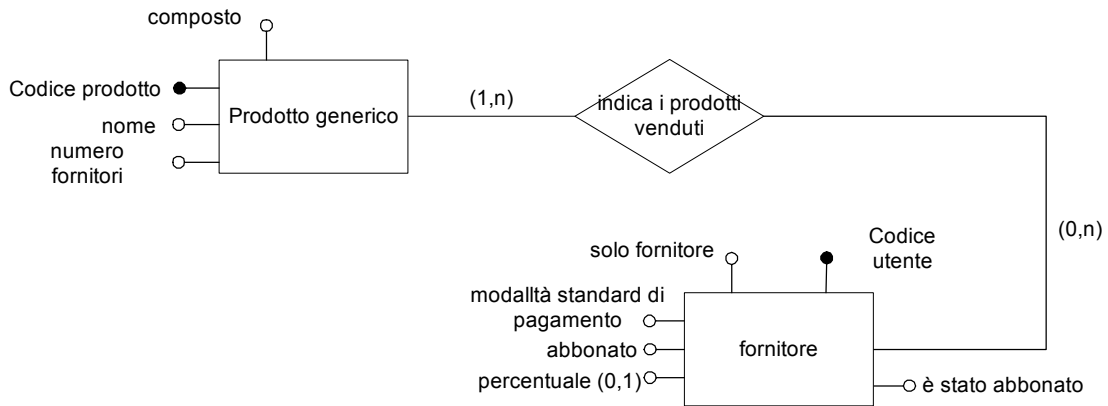 composto
Codice prodotto
nome
numero
fornitori
Prodotto generico
(1,n)
indica i prodotti
venduti
(0,n)
solo fornitore
Codice
utente
modalltà standard di
pagamento
abbonato
percentuale (0,1)
fornitore
è stato abbonato